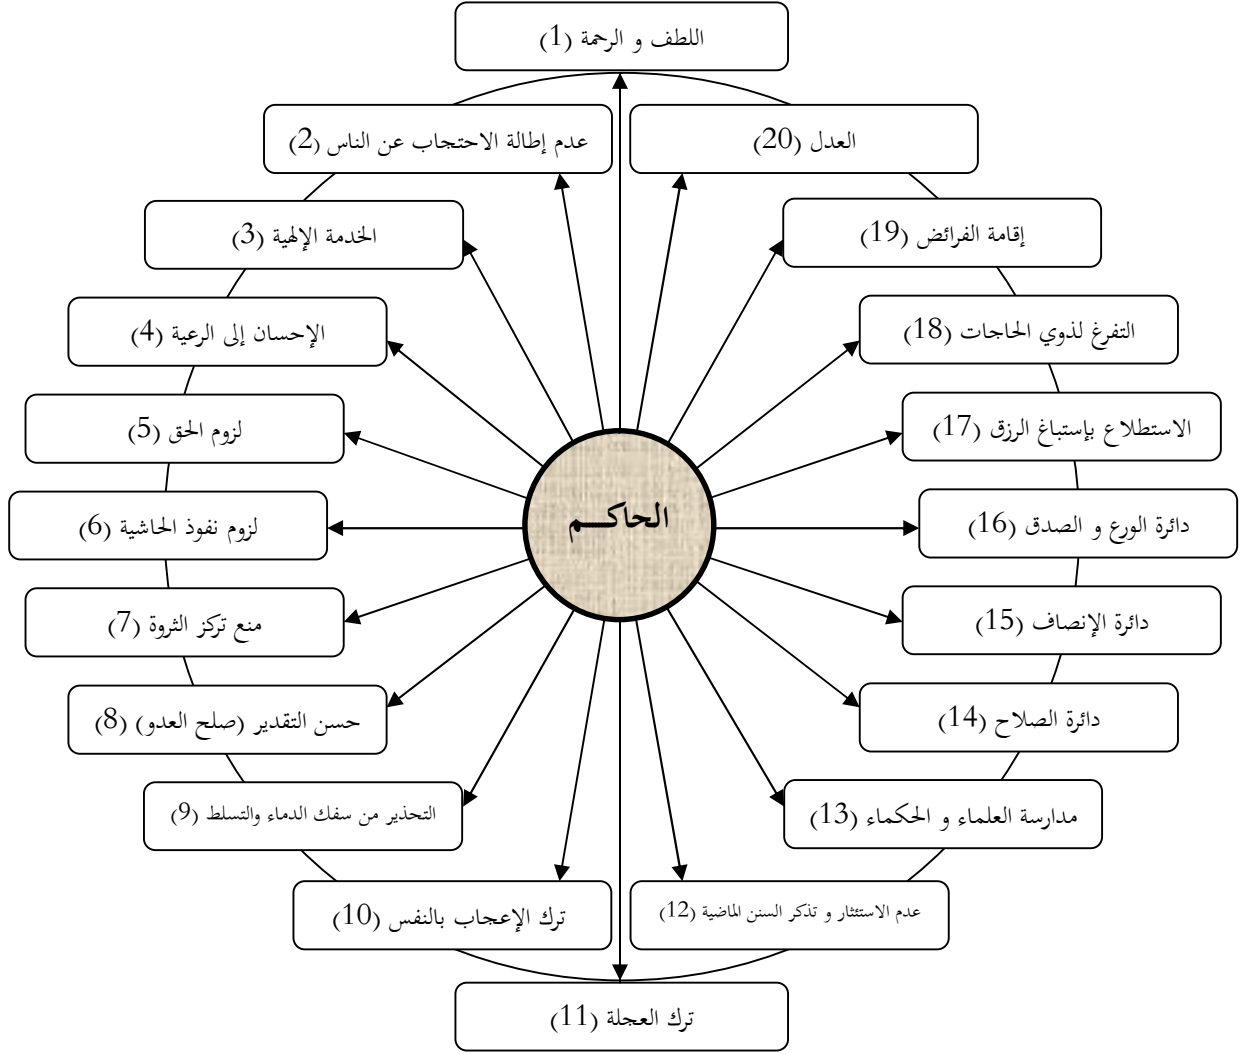 اللطف و الرحمة (1)
عدم إطالة الاحتجاب عن الناس (2)
الخدمة الإلهية (3)
الإحسان إلى الرعية (4)
لزوم الحق (5)
لزوم نفوذ الحاشية (6)
منع تركز الثروة (7)
حسن التقدير (صلح العدو) (8)
التحذير من سفك الدماء والتسلط (9)
ترك الإعجاب بالنفس (10)
ترك العجلة (11)
عدم الاستئثار و تذكر السنن الماضية (12)
مدارسة العلماء و الحكماء (13)
دائرة الصلاح (14)
دائرة الإنصاف (15)
دائرة الورع و الصدق (16)
الاستطلاع بإستباغ الرزق (17)
التفرغ لذوي الحاجات (18)
إقامة الفرائض (19)
العدل (20)
الحاكـــم